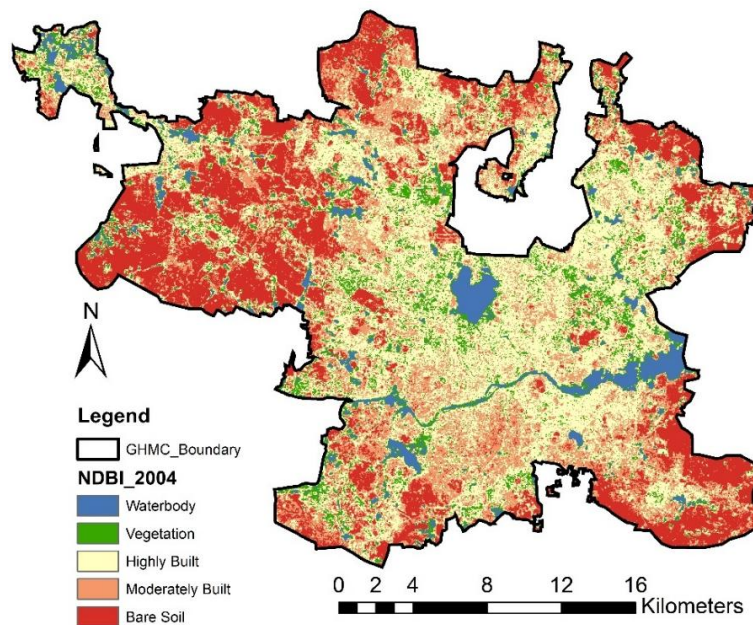 N
Legend
GHMC_Boundary
NDBI_2004
Waterbody
Vegetation
Highly Built
Moderately Built
Bare Soil
0 2 4 8 12 16
Kilometers